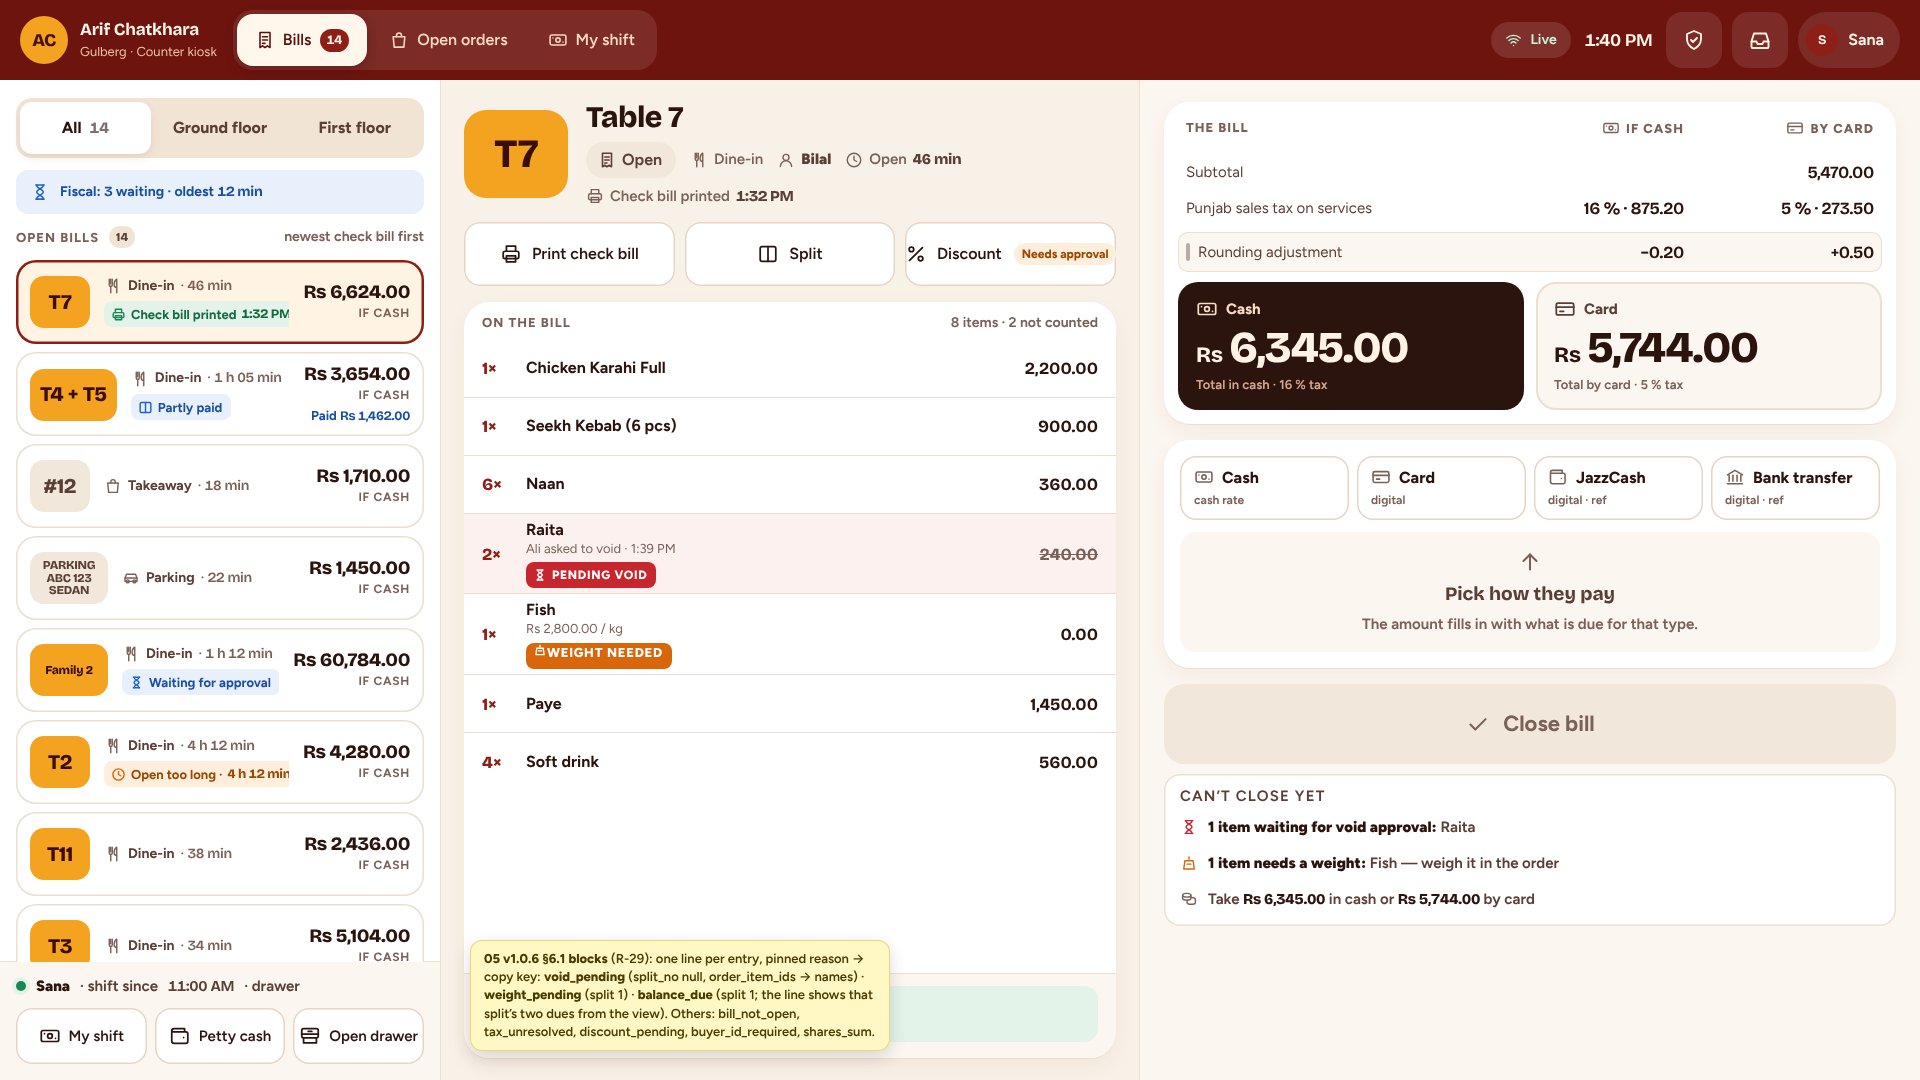 AC
Arif Chatkhara
Gulberg · Counter kiosk
Bills 14
Open orders
My shift
Live
1:40 PM
S
Sana
All 14
Ground floor
First floor
Fiscal: 3 waiting · oldest 12 min
OPEN BILLS 14
newest check bill first
T7
Dine-in · 46 min
Check bill printed 1:32 PM
Rs 6,624.00
IF CASH
T4 + T5
Dine-in · 1 h 05 min
Partly paid
Rs 3,654.00
IF CASH
Paid Rs 1,462.00
#12
Takeaway · 18 min
Rs 1,710.00
IF CASH
PARKING
ABC 123
SEDAN
Parking · 22 min
Rs 1,450.00
IF CASH
Family 2
Dine-in · 1 h 12 min
Waiting for approval
Rs 60,784.00
IF CASH
T2
Dine-in · 4 h 12 min
Open too long · 4 h 12 min
Rs 4,280.00
IF CASH
T11
Dine-in · 38 min
Rs 2,436.00
IF CASH
T3
Dine-in · 34 min
Rs 5,104.00
IF CASH
Sana · shift since 11:00 AM · drawer
My shift
Petty cash
Open drawer
T7
Table 7
Open
Dine-in
Bilal
Open 46 min
Check bill printed 1:32 PM
Print check bill
Split
Discount
Needs approval
ON THE BILL
8 items · 2 not counted
1× Chicken Karahi Full 2,200.00
1× Seekh Kebab (6 pcs) 900.00
6× Naan 360.00
2× Raita 240.00
Ali asked to void · 1:39 PM
PENDING VOID
1× Fish 0.00
Rs 2,800.00 / kg
WEIGHT NEEDED
1× Paye 1,450.00
4× Soft drink 560.00
05 v1.0.6 §6.1 blocks (R-29): one line per entry, pinned reason →
copy key: void_pending (split_no null, order_item_ids → names) ·
weight_pending (split 1) · balance_due (split 1; the line shows that
split's two dues from the view). Others: bill_not_open,
tax_unresolved, discount_pending, buyer_id_required, shares_sum.
THE BILL
IF CASH
BY CARD
Subtotal 5,470.00
Punjab sales tax on services 16 % · 875.20 5 % · 273.50
Rounding adjustment −0.20 +0.50
Cash
Rs 6,345.00
Total in cash · 16 % tax
Card
Rs 5,744.00
Total by card · 5 % tax
Cash
cash rate
Card
digital
JazzCash
digital · ref
Bank transfer
digital · ref
Pick how they pay
The amount fills in with what is due for that type.
Close bill
CAN'T CLOSE YET
1 item waiting for void approval: Raita
1 item needs a weight: Fish — weigh it in the order
Take Rs 6,345.00 in cash or Rs 5,744.00 by card